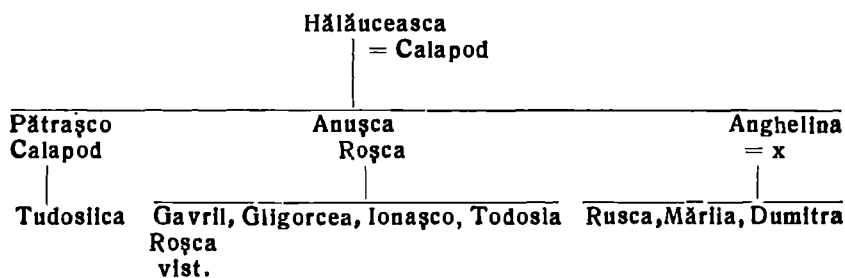 Hălăuceasca
= Calapod
Pătraşco Anuşca Anghelina
Calapod Roşca = x
Tudosiica Gavril, Gligorcea, Ionaşco, Todosia Rusca, Măriia, Dumitra
Roşca
vist.